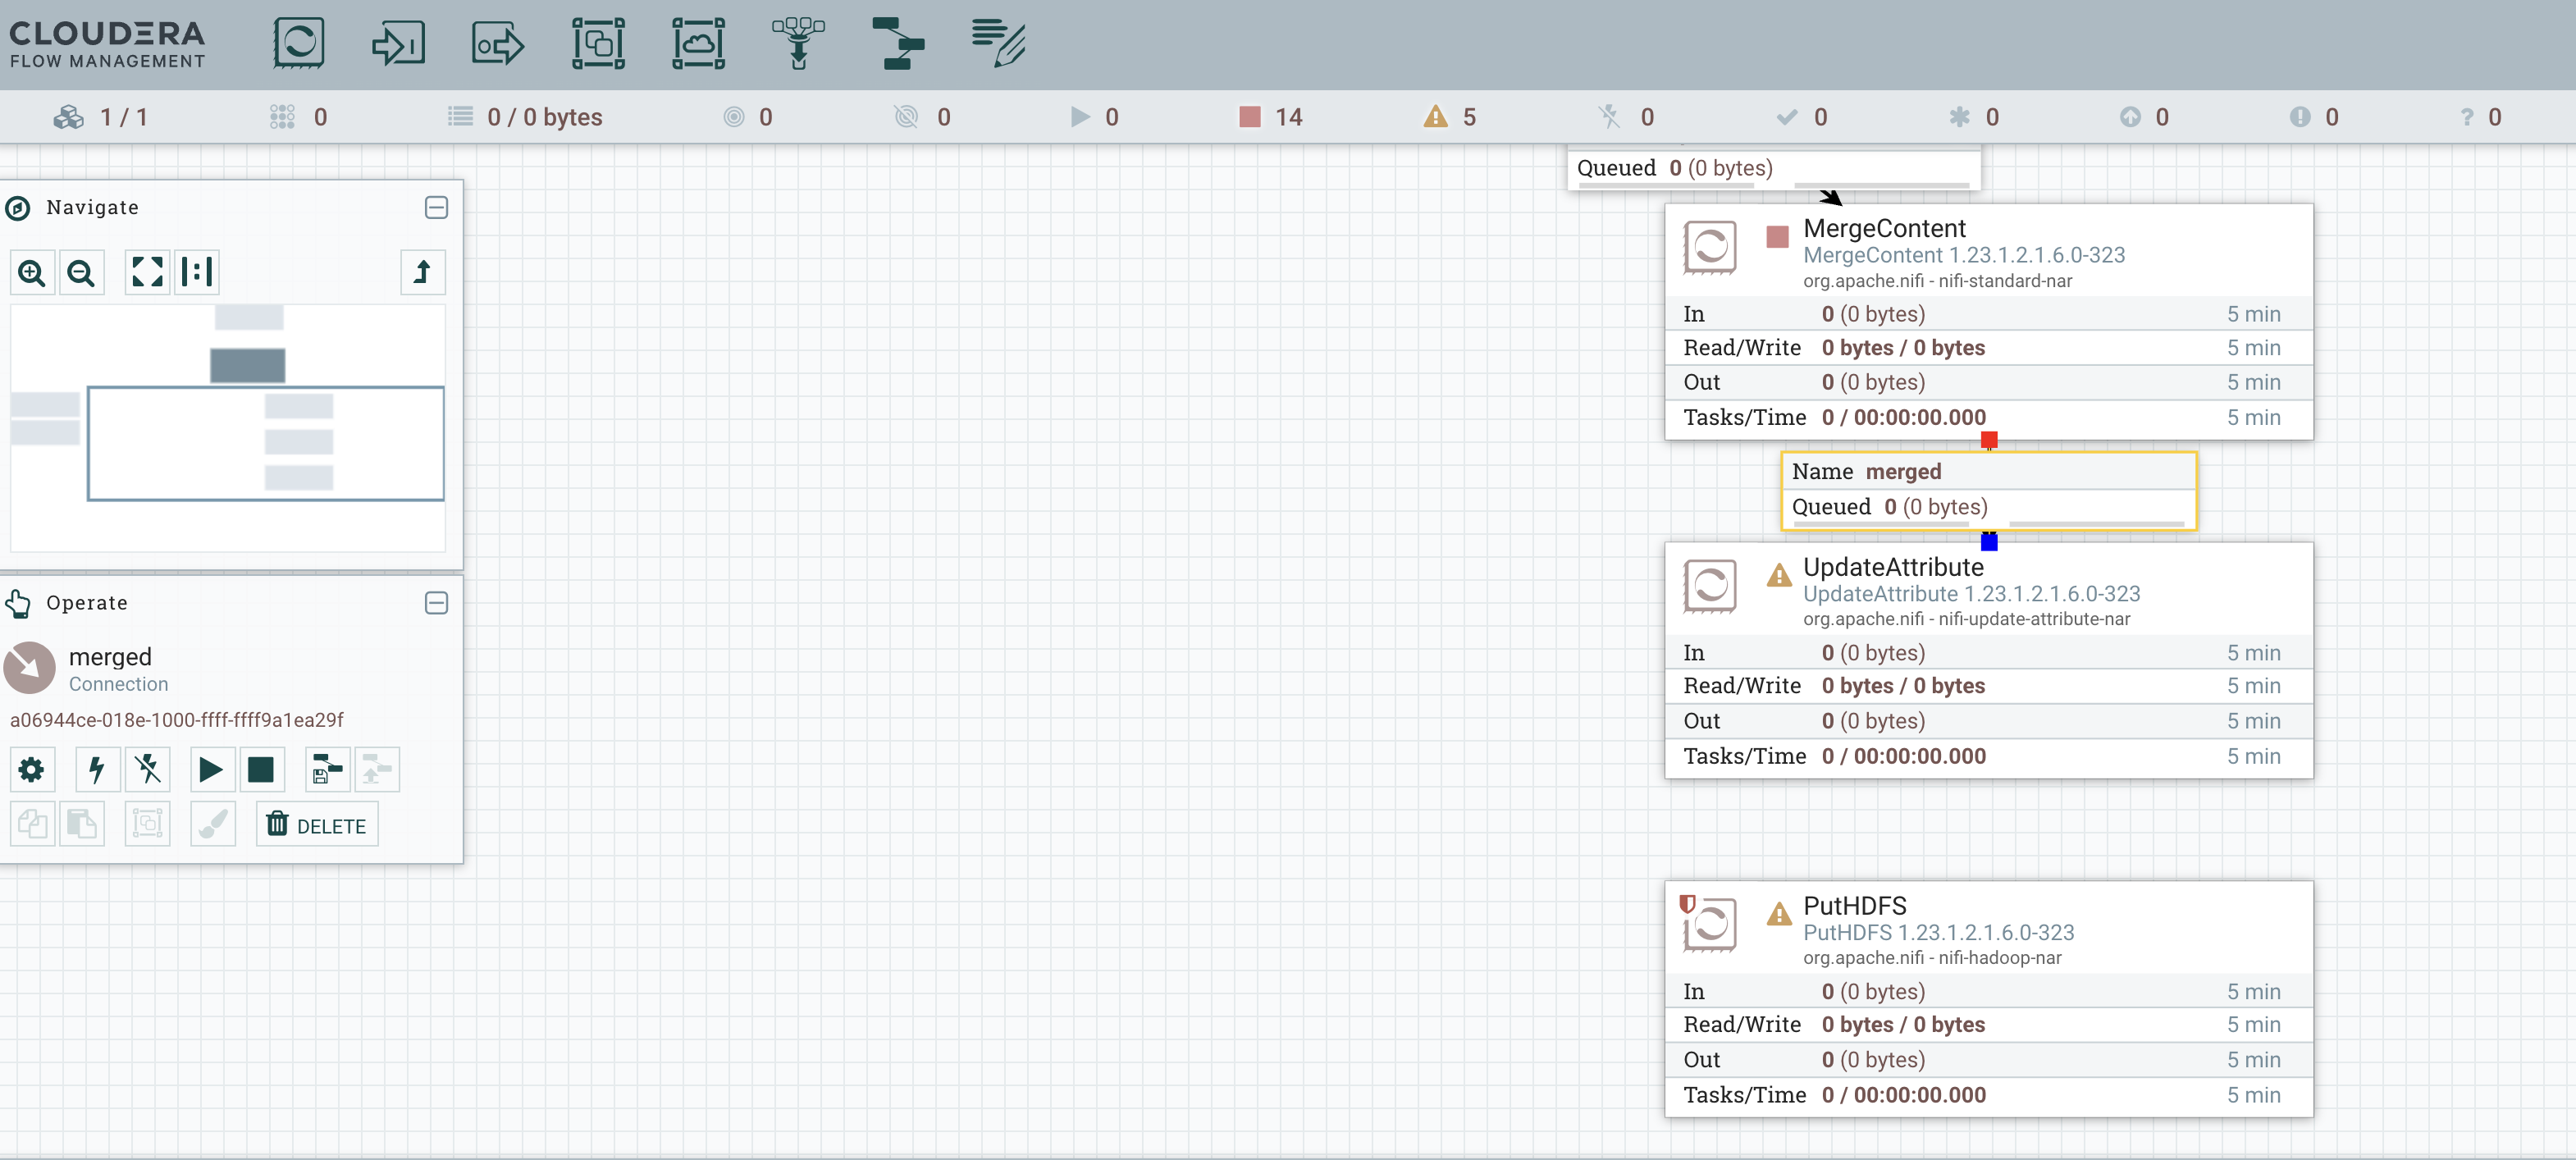 CLOUDERA
FLOW MANAGEMENT
1 / 1 0 0 / 0 bytes 0 0 0 14 5 0 0 0 0 0 ? 0
Queued 0 (0 bytes)
Navigate
Operate
merged
Connection
a06944ce-018e-1000-ffff-ffff9a1ea29f
DELETE
MergeContent
MergeContent 1.23.1.2.1.6.0-323
org.apache.nifi - nifi-standard-nar
In 0 (0 bytes) 5 min
Read/Write 0 bytes / 0 bytes 5 min
Out 0 (0 bytes) 5 min
Tasks/Time 0 / 00:00:00.000 5 min
Name merged
Queued 0 (0 bytes)
UpdateAttribute
UpdateAttribute 1.23.1.2.1.6.0-323
org.apache.nifi - nifi-update-attribute-nar
In 0 (0 bytes) 5 min
Read/Write 0 bytes / 0 bytes 5 min
Out 0 (0 bytes) 5 min
Tasks/Time 0 / 00:00:00.000 5 min
PutHDFS
PutHDFS 1.23.1.2.1.6.0-323
org.apache.nifi - nifi-hadoop-nar
In 0 (0 bytes) 5 min
Read/Write 0 bytes / 0 bytes 5 min
Out 0 (0 bytes) 5 min
Tasks/Time 0 / 00:00:00.000 5 min